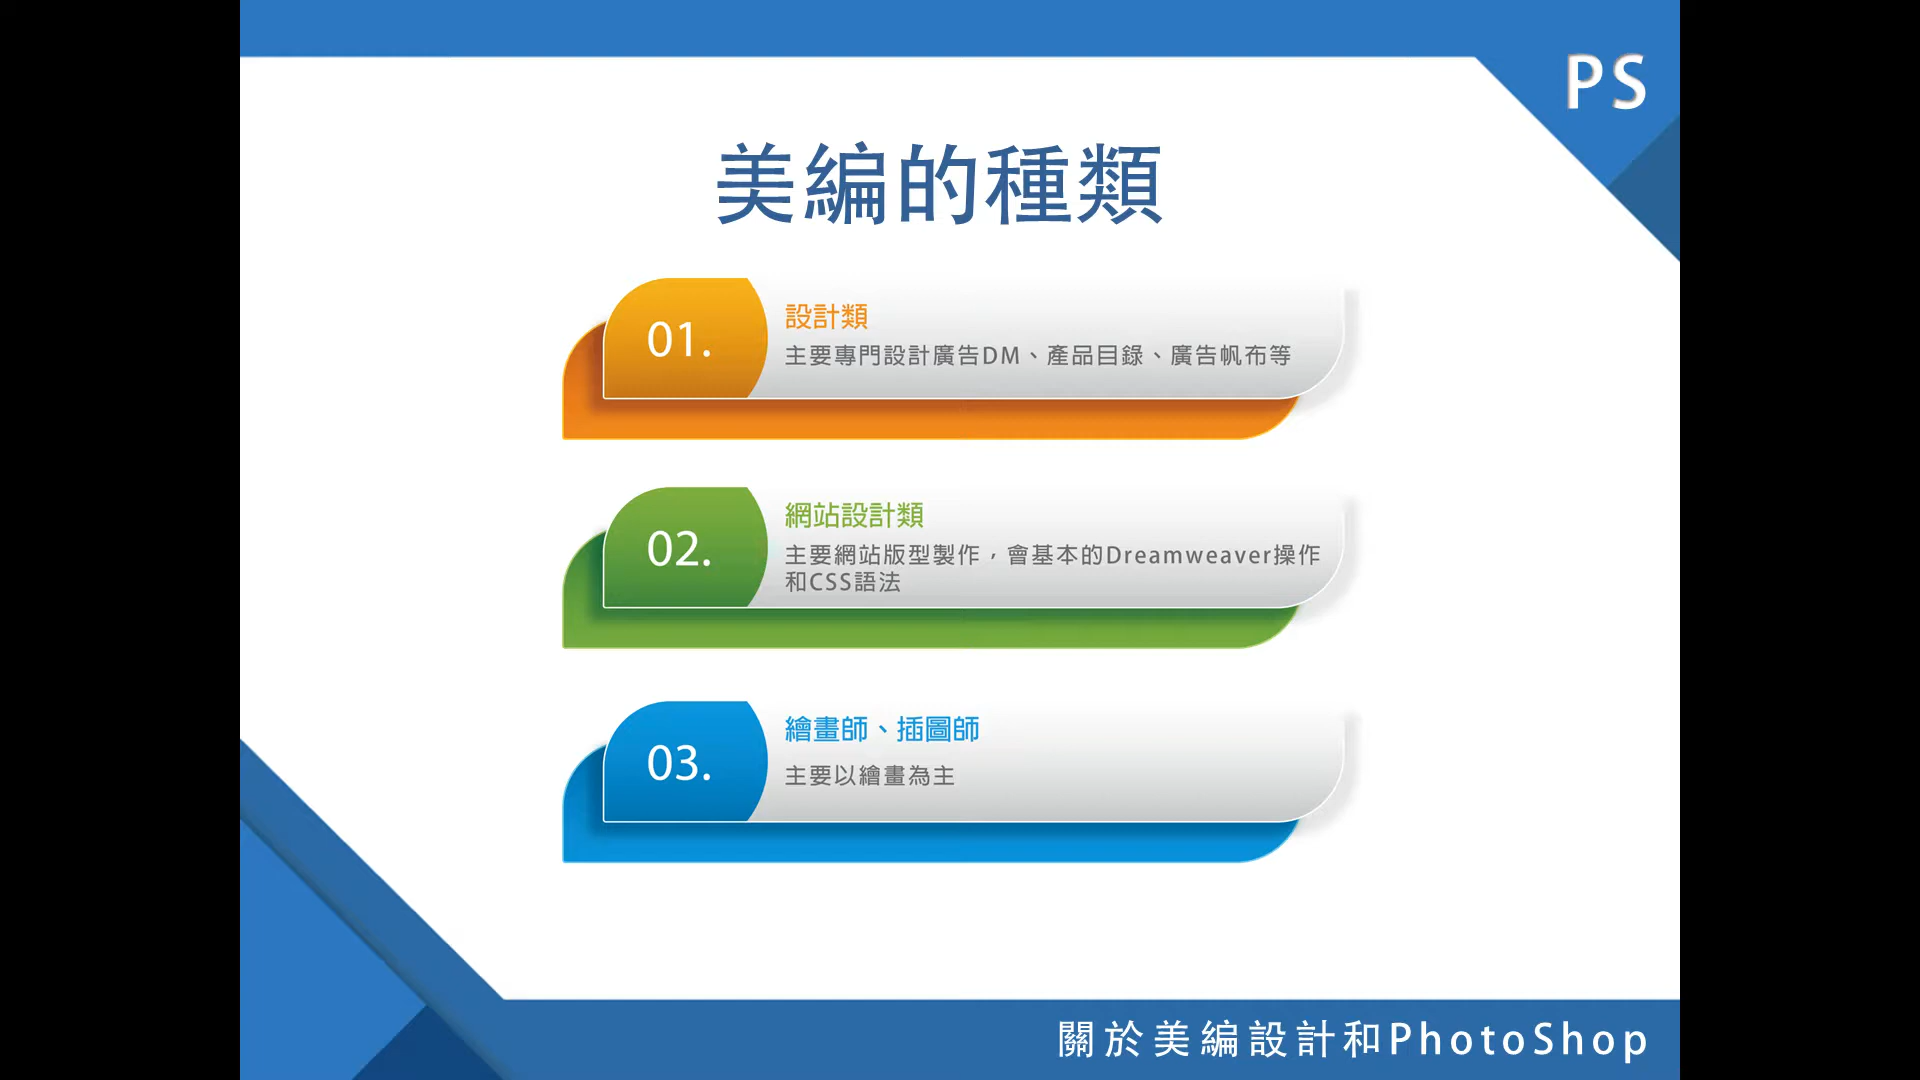 PS
美編的種類
01.
設計類
主要專門設計廣告DM、產品目錄、廣告帆布等
02.
網站設計類
主要網站版型製作，會基本的Dreamweaver操作
和CSS語法
03.
繪畫師、插圖師
主要以繪畫為主
關於美編設計和PhotoShop